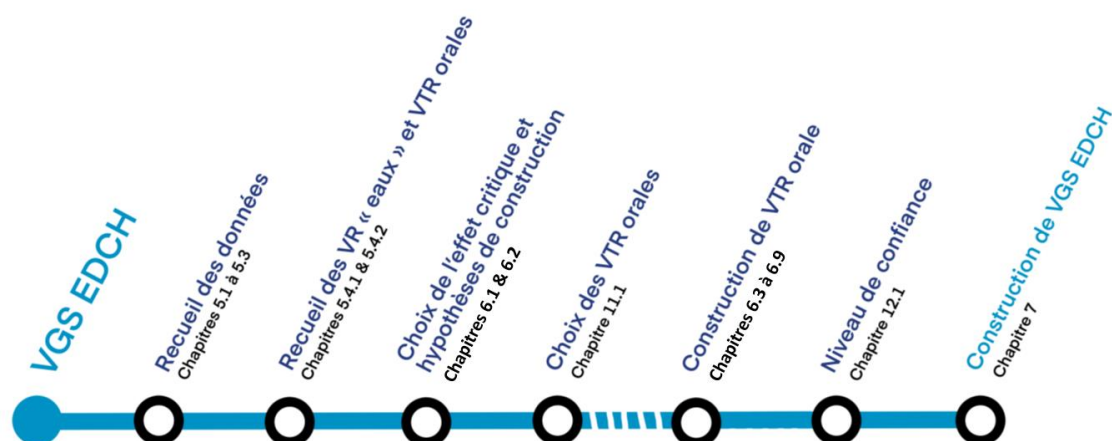 VGS EDCH
Recueil des données
Chapitres 5.1 à 5.3
Recueil des VR « eaux » et VTR orales
Chapitres 5.4.1 & 5.4.2
Choix de l'effet critique et
hypothèses de construction
Chapitres 6.1 & 6.2
Choix des VTR orales
Chapitre 11.1
Construction de VTR orale
Chapitres 6.3 à 6.9
Niveau de confiance
Chapitre 12.1
Construction de VGS EDCH
Chapitre 7